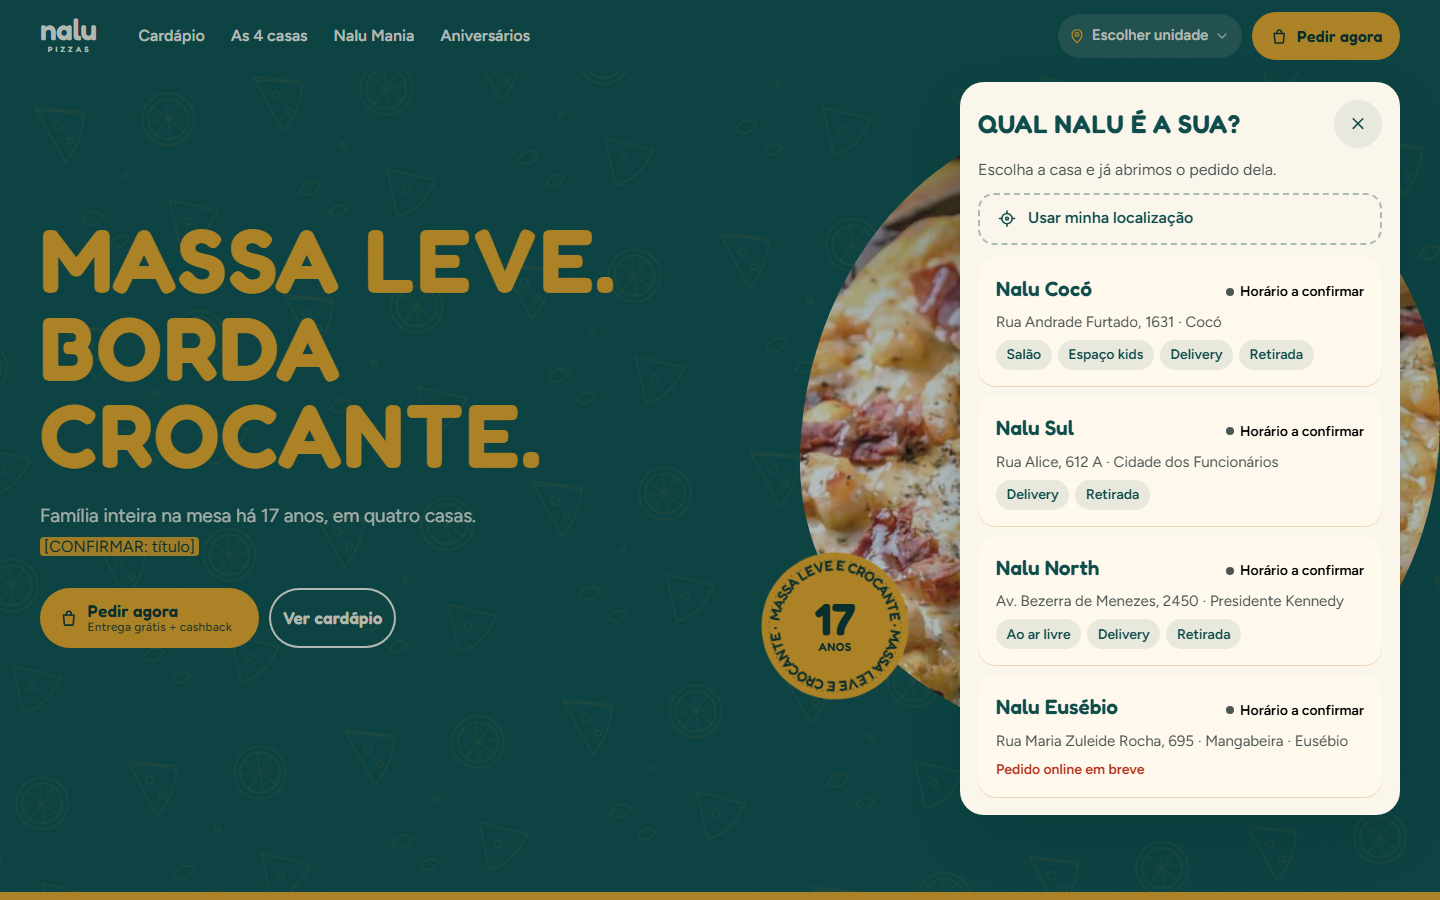 nalu
PIZZAS
Cardápio
As 4 casas
Nalu Mania
Aniversários
Escolher unidade
Pedir agora
MASSA LEVE.
BORDA
CROCANTE.
Família inteira na mesa há 17 anos, em quatro casas.
[CONFIRMAR: título]
Pedir agora
Entrega grátis + cashback
Ver cardápio
MASSA LEVE E CROCANTE · MASSA LEVE E CROCANTE ·
17
ANOS
QUAL NALU É A SUA?
Escolha a casa e já abrimos o pedido dela.
Usar minha localização
Nalu Cocó
Horário a confirmar
Rua Andrade Furtado, 1631 · Cocó
Salão
Espaço kids
Delivery
Retirada
Nalu Sul
Horário a confirmar
Rua Alice, 612 A · Cidade dos Funcionários
Delivery
Retirada
Nalu North
Horário a confirmar
Av. Bezerra de Menezes, 2450 · Presidente Kennedy
Ao ar livre
Delivery
Retirada
Nalu Eusébio
Horário a confirmar
Rua Maria Zuleide Rocha, 695 · Mangabeira · Eusébio
Pedido online em breve